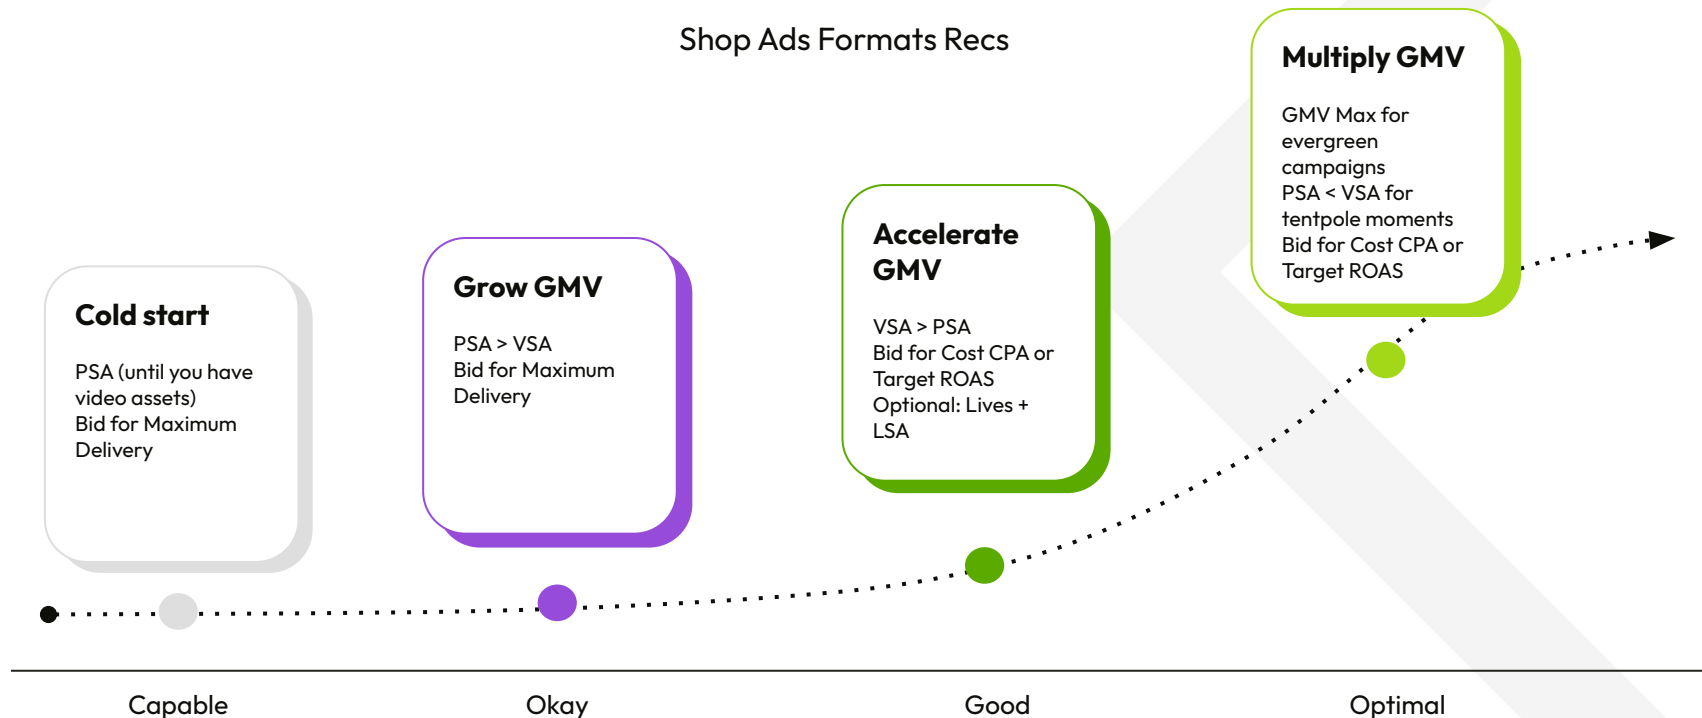 Shop Ads Formats Recs
Cold start
PSA (until you have
video assets)
Bid for Maximum
Delivery
Grow GMV
PSA > VSA
Bid for Maximum
Delivery
Accelerate
GMV
VSA > PSA
Bid for Cost CPA or
Target ROAS
Optional: Lives +
LSA
Multiply GMV
GMV Max for
evergreen
campaigns
PSA < VSA for
tentpole moments
Bid for Cost CPA or
Target ROAS
Capable
Okay
Good
Optimal